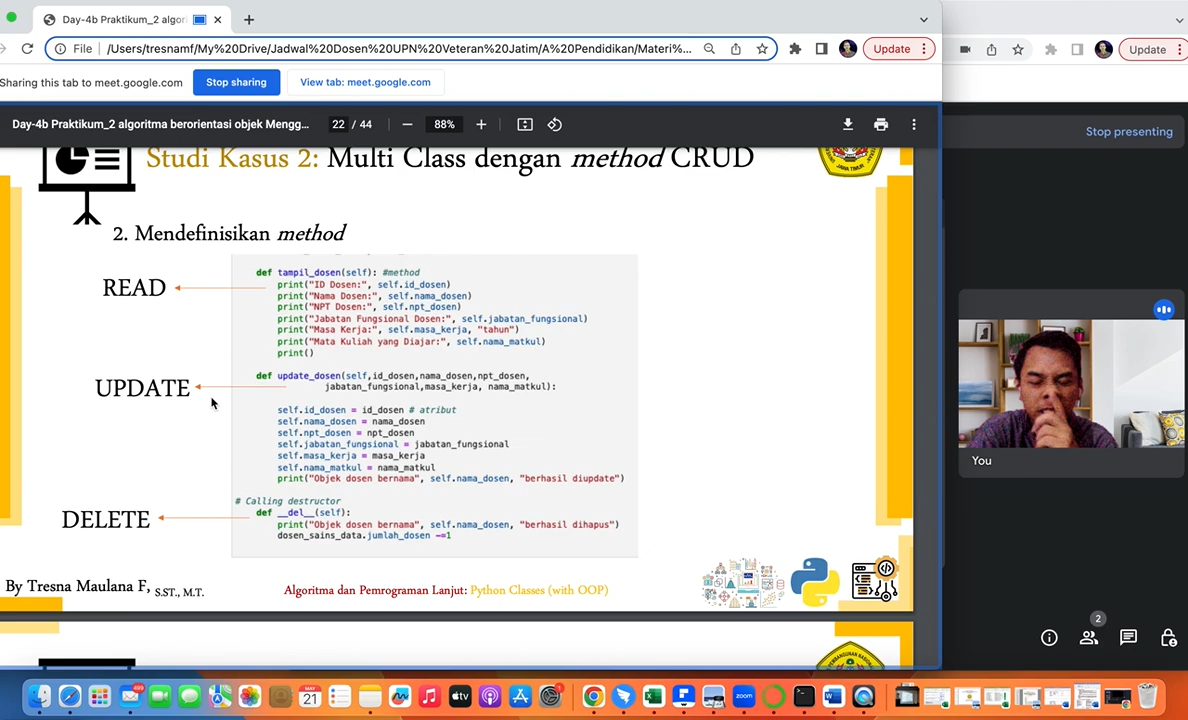 Day-4b Praktikum_2 algori
File
/Users/tresnamf/My%20Drive/Jadwal%20Dosen%20UPN%20Veteran%20Jatim/A%20Pendidikan/Materi%...
Update
Update
Sharing this tab to meet.google.com
Stop sharing
View tab: meet.google.com
Day-4b Praktikum_2 algoritma berorientasi objek Mengg...
22 / 44
88%
Stop presenting
Studi Kasus 2: Multi Class dengan method CRUD
JAWA TIMUR
2. Mendefinisikan method
READ
def tampil_dosen(self): #method
print("ID Dosen:", self.id_dosen)
print("Nama Dosen:", self.nama_dosen)
print("NPT Dosen:", self.npt_dosen)
print("Jabatan Fungsional Dosen:", self.jabatan_fungsional)
print("Masa Kerja:", self.masa_kerja, "tahun")
print("Mata Kuliah yang Diajar:", self.nama_matkul)
print()
UPDATE
def update_dosen(self,id_dosen,nama_dosen,npt_dosen,
jabatan_fungsional,masa_kerja, nama_matkul):
self.id_dosen = id_dosen # atribut
self.nama_dosen = nama_dosen
self.npt_dosen = npt_dosen
self.jabatan_fungsional = jabatan_fungsional
self.masa_kerja = masa_kerja
self.nama_matkul = nama_matkul
print("Objek dosen bernama", self.nama_dosen, "berhasil diupdate")
DELETE
# Calling destructor
def __del__(self):
print("Objek dosen bernama", self.nama_dosen, "berhasil dihapus")
dosen_sains_data.jumlah_dosen -=1
You
By Tresna Maulana F, S.ST., M.T.
Algoritma dan Pemrograman Lanjut: Python Classes (with OOP)
2
MAY
21
tv
zoom